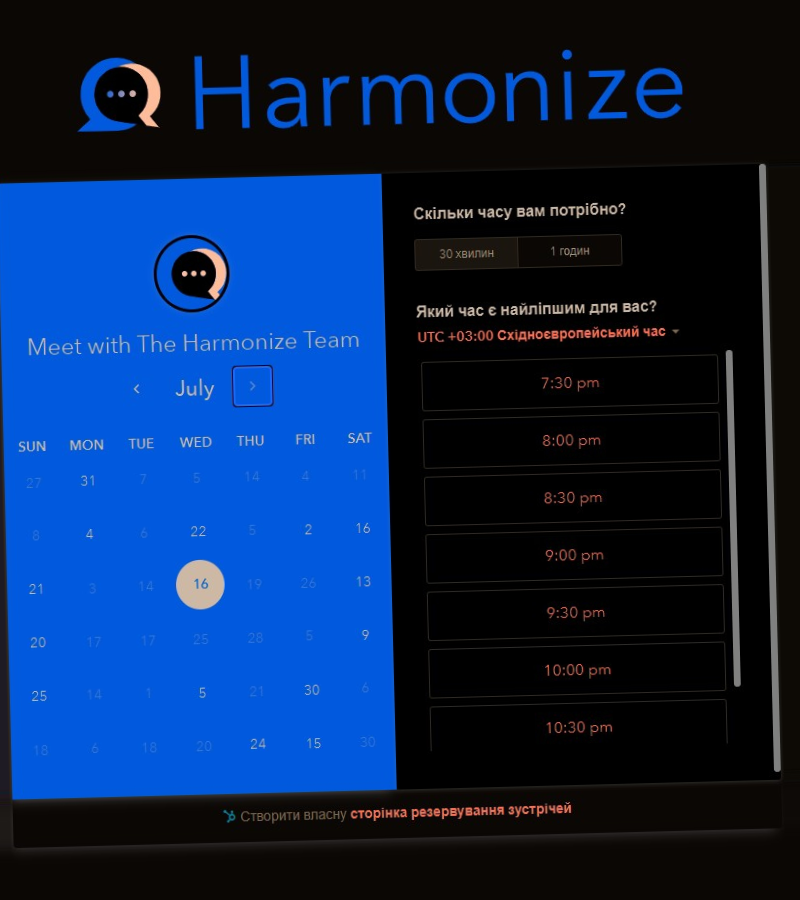 Harmonize
Meet with The Harmonize Team
July
SUN MON TUE WED THU FRI SAT
27 31 7 5 14 4 11
8 4 6 22 5 2 16
21 3 14 16 19 26 13
20 17 17 25 28 5 9
25 14 1 5 21 30 6
18 6 18 20 24 15 30
Скільки часу вам потрібно?
30 хвилин 1 годин
Який час є найліпшим для вас?
UTC +03:00 Східноєвропейський час
7:30 pm
8:00 pm
8:30 pm
9:00 pm
9:30 pm
10:00 pm
10:30 pm
Створити власну сторінка резервування зустрічей